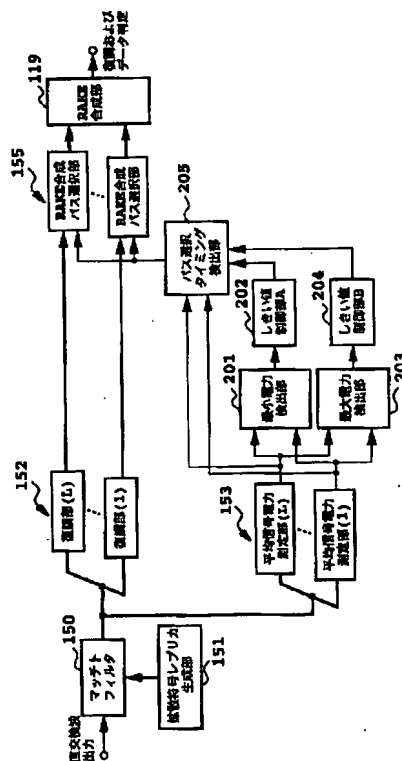 直交検波
出力
150
マッチト
フィルタ
拡散符号レプリカ
生成部
151
152
復調部(L)
復調部(1)
153
平均信号電力
測定部(L)
平均信号電力
測定部(1)
201
最小電力
検出部
203
最大電力
検出部
202
しきい値
制御部A
204
しきい値
制御部B
205
パス選択
タイミング
検出部
155
RAKE合成
パス選択部
RAKE合成
パス選択部
119
RAKE
合成部
復調および
データ判定